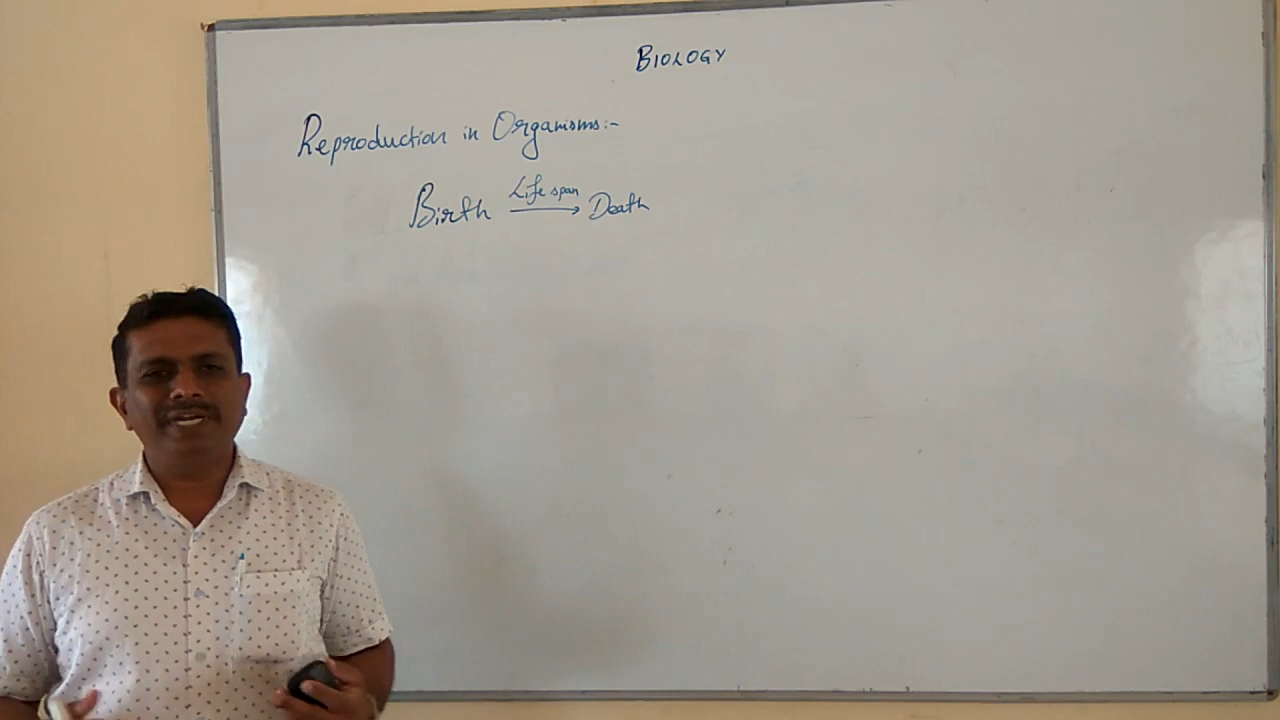 BIOLOGY
Reproduction in Organisms:-
Birth Life span → Death